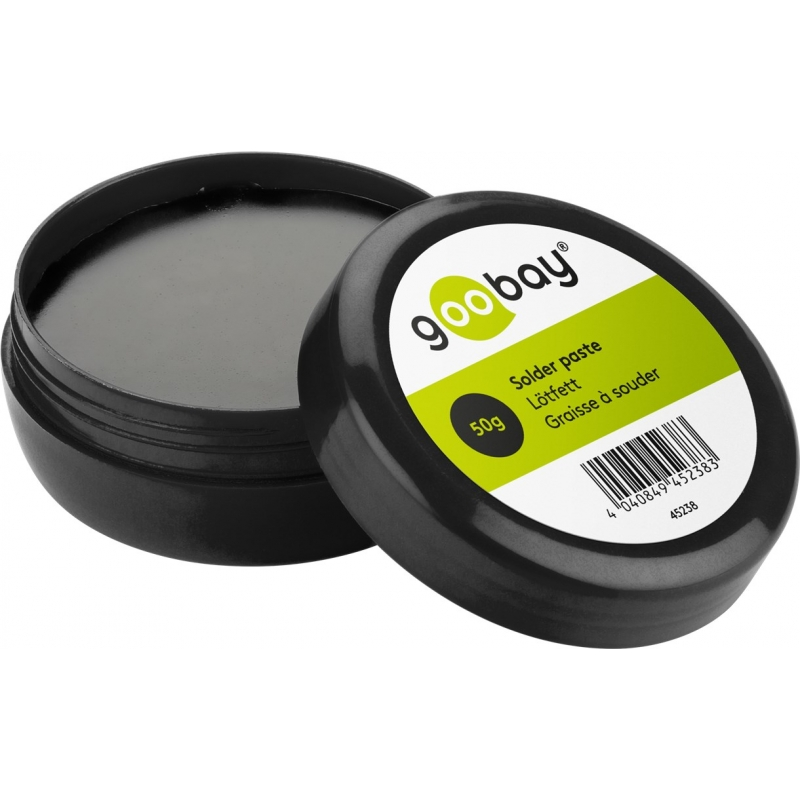 goobay®
Solder paste
Lötfett
Graisse à souder
50g
4 040849 452383
45238